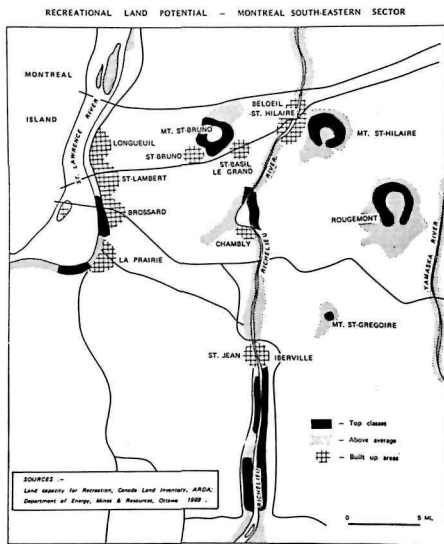 RECREATIONAL LAND POTENTIAL – MONTREAL SOUTH-EASTERN SECTOR
MONTREAL
ISLAND
ST. LAWRENCE RIVER
LONGUEUIL
ST-LAMBERT
BROSSARD
LA PRAIRIE
MT. ST-BRUNO
ST-BRUNO
ST-BASIL
LE GRAND
BELOEIL
ST. HILAIRE
MT. ST-HILAIRE
ROUGEMONT
YAMASKA RIVER
RICHELIEU RIVER
CHAMBLY
MT. ST-GREGOIRE
ST. JEAN
IBERVILLE
RICHELIEU
– Top classes
– Above average
– Built up areas
SOURCES :-
Land capacity for Recreation, Canada Land Inventory, ARDA;
Department of Energy, Mines & Resources, Ottawa 1969 .
0 5 ML